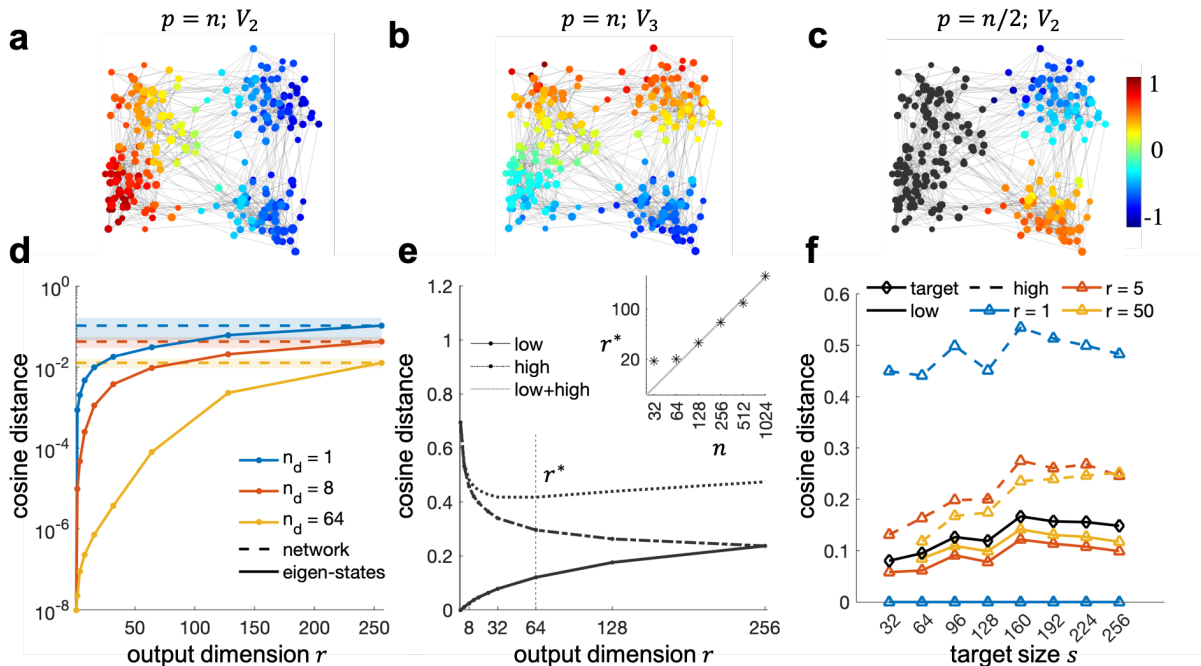 p = n; V2
p = n; V3
p = n/2; V2
a
b
c
1
0
-1
d
10^0
10^-2
10^-4
10^-6
10^-8
cosine distance
n_d = 1
n_d = 8
n_d = 64
network
eigen-states
50
100
150
200
250
output dimension r
e
1.2
1
0.8
0.6
0.4
0.2
0
cosine distance
low
high
low+high
r*
100
20
r*
32
64
128
256
512
1024
n
8
32
64
128
256
output dimension r
f
target
high
r = 5
low
r = 1
r = 50
0.6
0.5
0.4
0.3
0.2
0.1
0
cosine distance
32
64
96
128
160
192
224
256
target size s